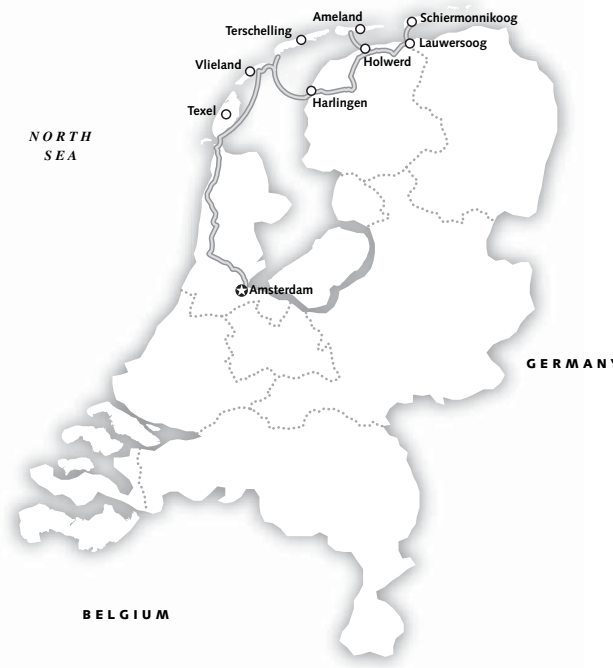 Ameland
Schiermonnikoog
Terschelling
Lauwersoog
Vlieland
Holwerd
Harlingen
Texel
NORTH
SEA
Amsterdam
GERMANY
BELGIUM